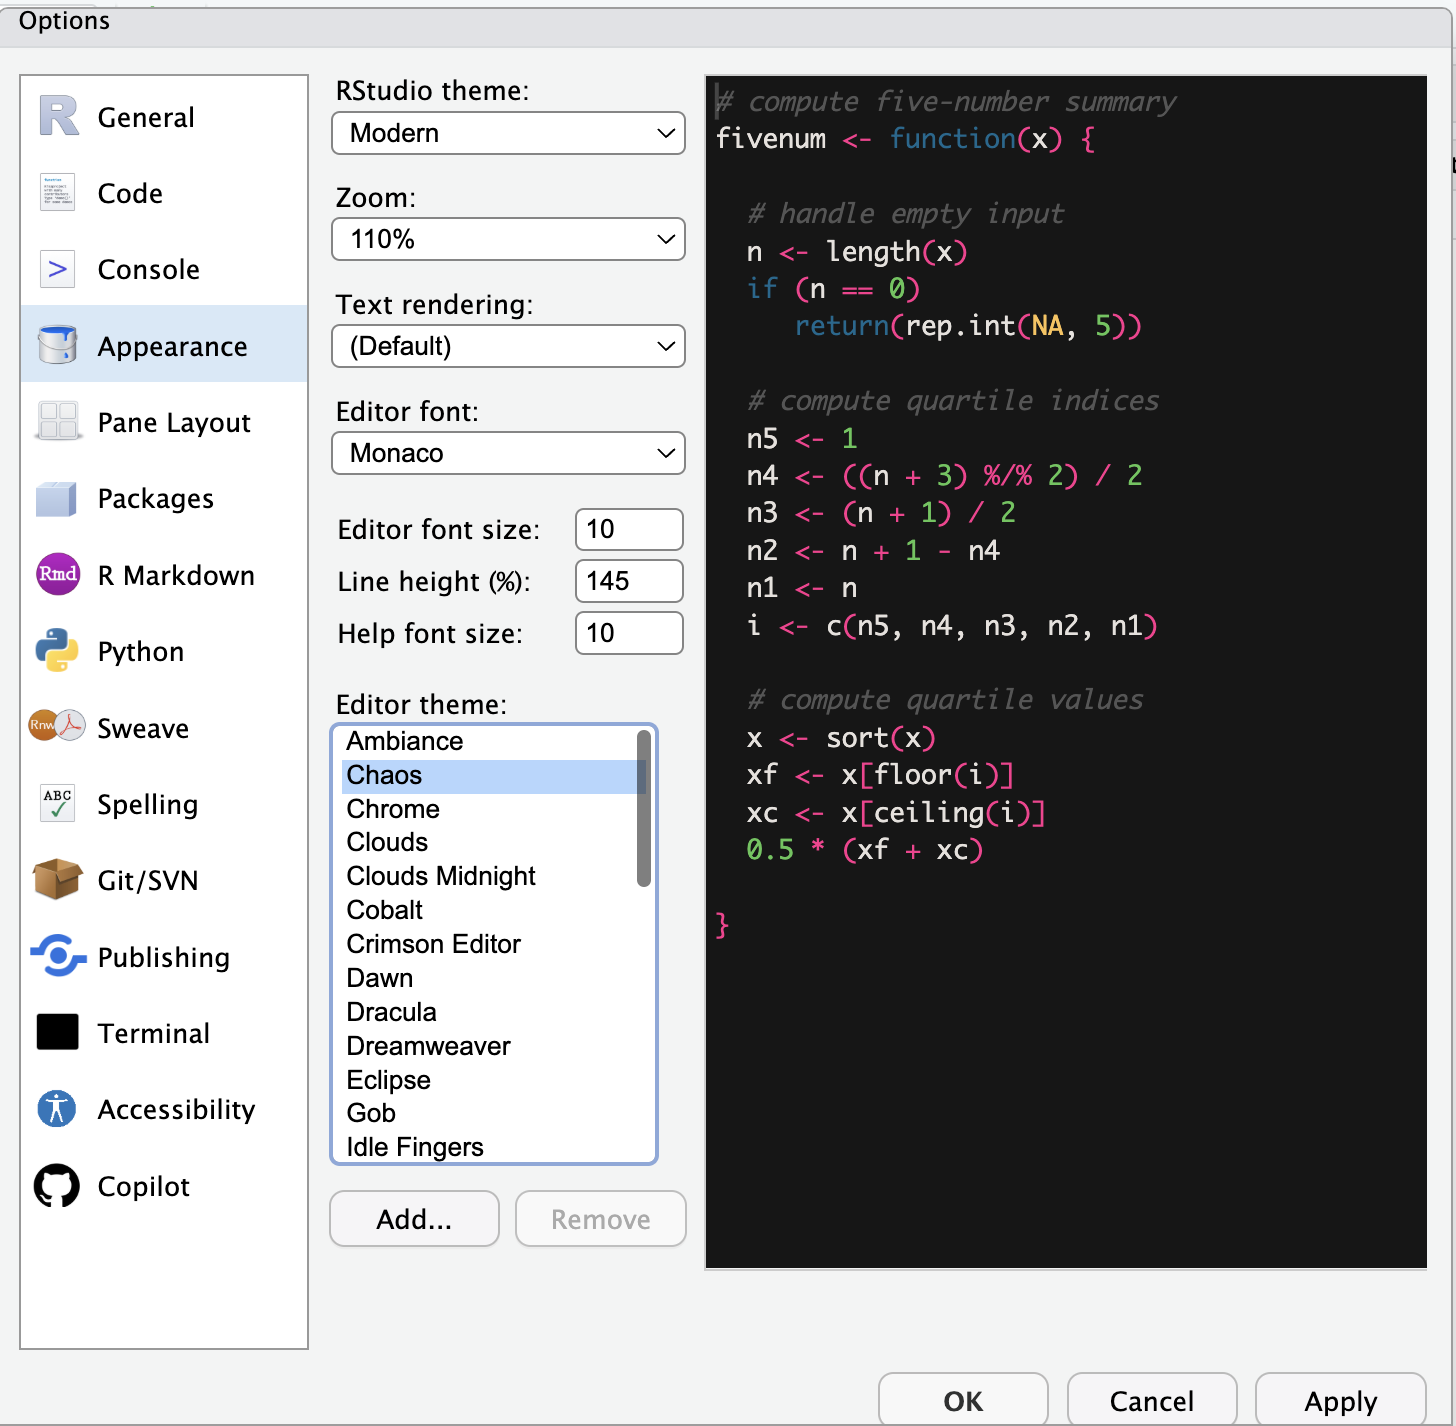 Options
General
Code
Console
Appearance
Pane Layout
Packages
Rmd
R Markdown
Python
Rnw
Sweave
ABC
Spelling
Git/SVN
Publishing
Terminal
Accessibility
Copilot
RStudio theme:
Modern
Zoom:
110%
Text rendering:
(Default)
Editor font:
Monaco
Editor font size: 10
Line height (%): 145
Help font size: 10
Editor theme:
Ambiance
Chaos
Chrome
Clouds
Clouds Midnight
Cobalt
Crimson Editor
Dawn
Dracula
Dreamweaver
Eclipse
Gob
Idle Fingers
Add...
Remove
# compute five-number summary
fivenum <- function(x) {
  # handle empty input
  n <- length(x)
  if (n == 0)
     return(rep.int(NA, 5))
  # compute quartile indices
  n5 <- 1
  n4 <- ((n + 3) %/% 2) / 2
  n3 <- (n + 1) / 2
  n2 <- n + 1 - n4
  n1 <- n
  i <- c(n5, n4, n3, n2, n1)
  # compute quartile values
  x <- sort(x)
  xf <- x[floor(i)]
  xc <- x[ceiling(i)]
  0.5 * (xf + xc)
}
OK
Cancel
Apply